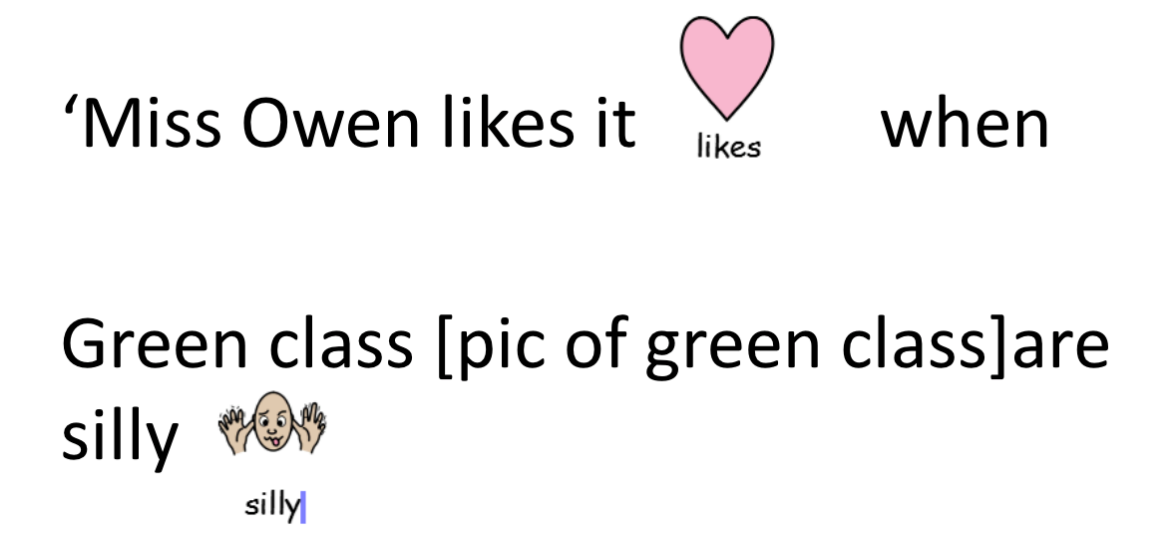 ‘Miss Owen likes it when
likes
Green class [pic of green class]are
silly
silly